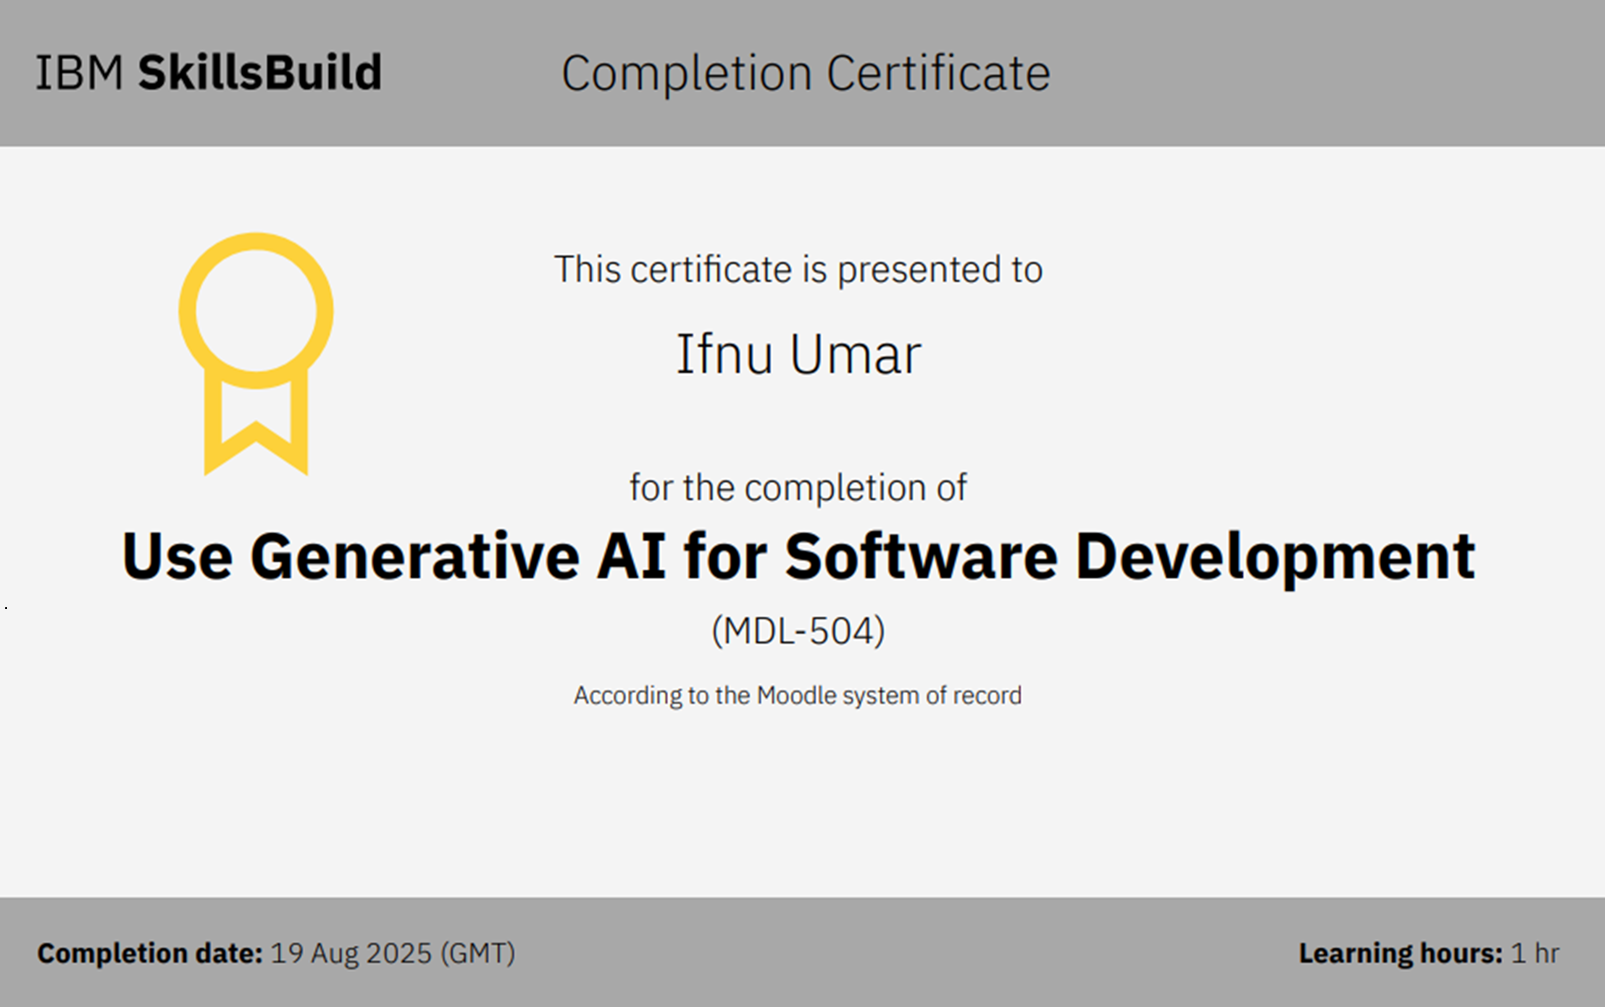 IBM SkillsBuild
Completion Certificate
This certificate is presented to
Ifnu Umar
for the completion of
Use Generative AI for Software Development
(MDL-504)
According to the Moodle system of record
Completion date: 19 Aug 2025 (GMT)
Learning hours: 1 hr